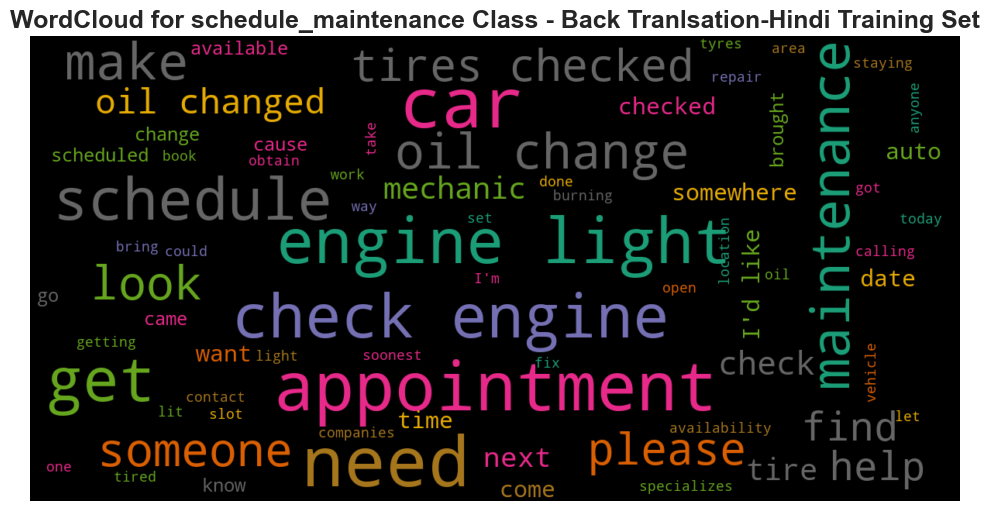 WordCloud for schedule_maintenance Class - Back Tranlsation-Hindi Training Set
make
available
tires checked
tyres
area
repair
staying
oil changed
car
checked
maintenance
anyone
change
cause
take
oil change
brought
auto
scheduled
book
obtain
work
schedule
mechanic
done
burning
somewhere
got
way
set
today
bring
could
engine light
location
I'd like
calling
look
I'm
oil
date
go
open
came
check engine
getting
want
light
soonest
fix
check
vehicle
get
appointment
contact
lit
slot
time
let
companies
availability
find
someone
need
next
please
one
tired
know
come
specializes
tire
help